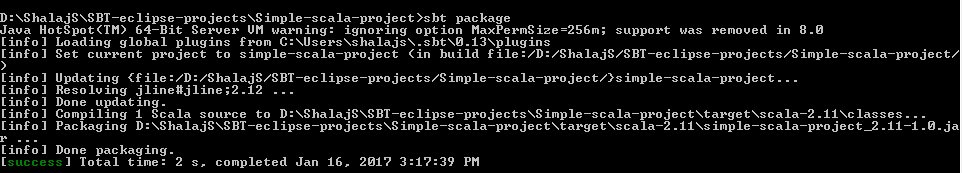 D:\ShalajS\SBT-eclipse-projects\Simple-scala-project>sbt package
Java HotSpot(TM) 64-Bit Server VM warning: ignoring option MaxPermSize=256m; support was removed in 8.0
[info] Loading global plugins from C:\Users\shalajs\.sbt\0.13\plugins
[info] Set current project to simple-scala-project (in build file:/D:/ShalajS/SBT-eclipse-projects/Simple-scala-project/
)
[info] Updating {file:/D:/ShalajS/SBT-eclipse-projects/Simple-scala-project/}simple-scala-project...
[info] Resolving jline#jline;2.12 ...
[info] Done updating.
[info] Compiling 1 Scala source to D:\ShalajS\SBT-eclipse-projects\Simple-scala-project\target\scala-2.11\classes...
[info] Packaging D:\ShalajS\SBT-eclipse-projects\Simple-scala-project\target\scala-2.11\simple-scala-project_2.11-1.0.ja
r ...
[info] Done packaging.
[success] Total time: 2 s, completed Jan 16, 2017 3:17:39 PM